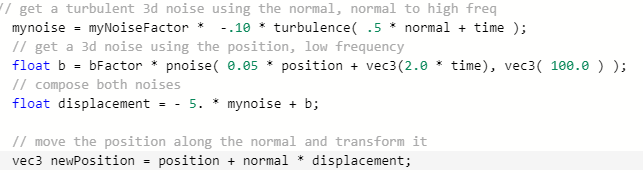 // get a turbulent 3d noise using the normal, normal to high freq
mynoise = myNoiseFactor *  -.10 * turbulence( .5 * normal + time );
// get a 3d noise using the position, low frequency
float b = bFactor * pnoise( 0.05 * position + vec3(2.0 * time), vec3( 100.0 ) );
// compose both noises
float displacement = - 5. * mynoise + b;
// move the position along the normal and transform it
vec3 newPosition = position + normal * displacement;